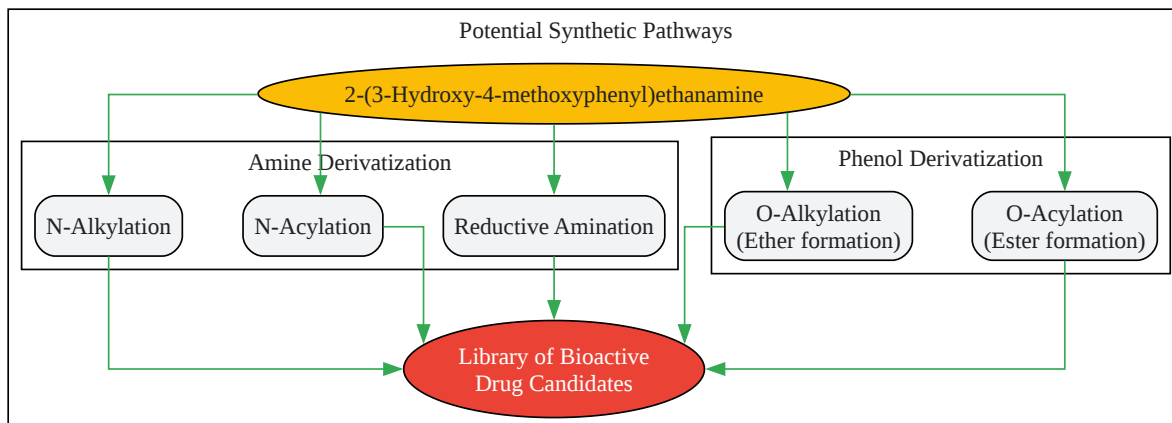 Potential Synthetic Pathways
2-(3-Hydroxy-4-methoxyphenyl)ethanamine
Amine Derivatization
Phenol Derivatization
N-Alkylation
N-Acylation
Reductive Amination
O-Alkylation
(Ether formation)
O-Acylation
(Ester formation)
Library of Bioactive
Drug Candidates